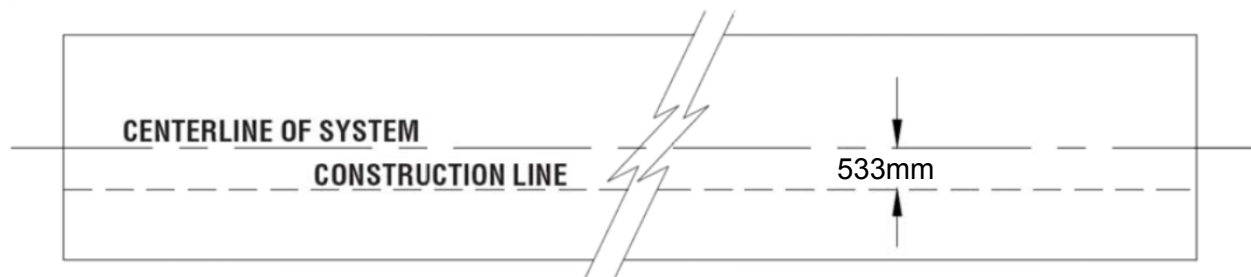 CENTERLINE OF SYSTEM
CONSTRUCTION LINE
533mm